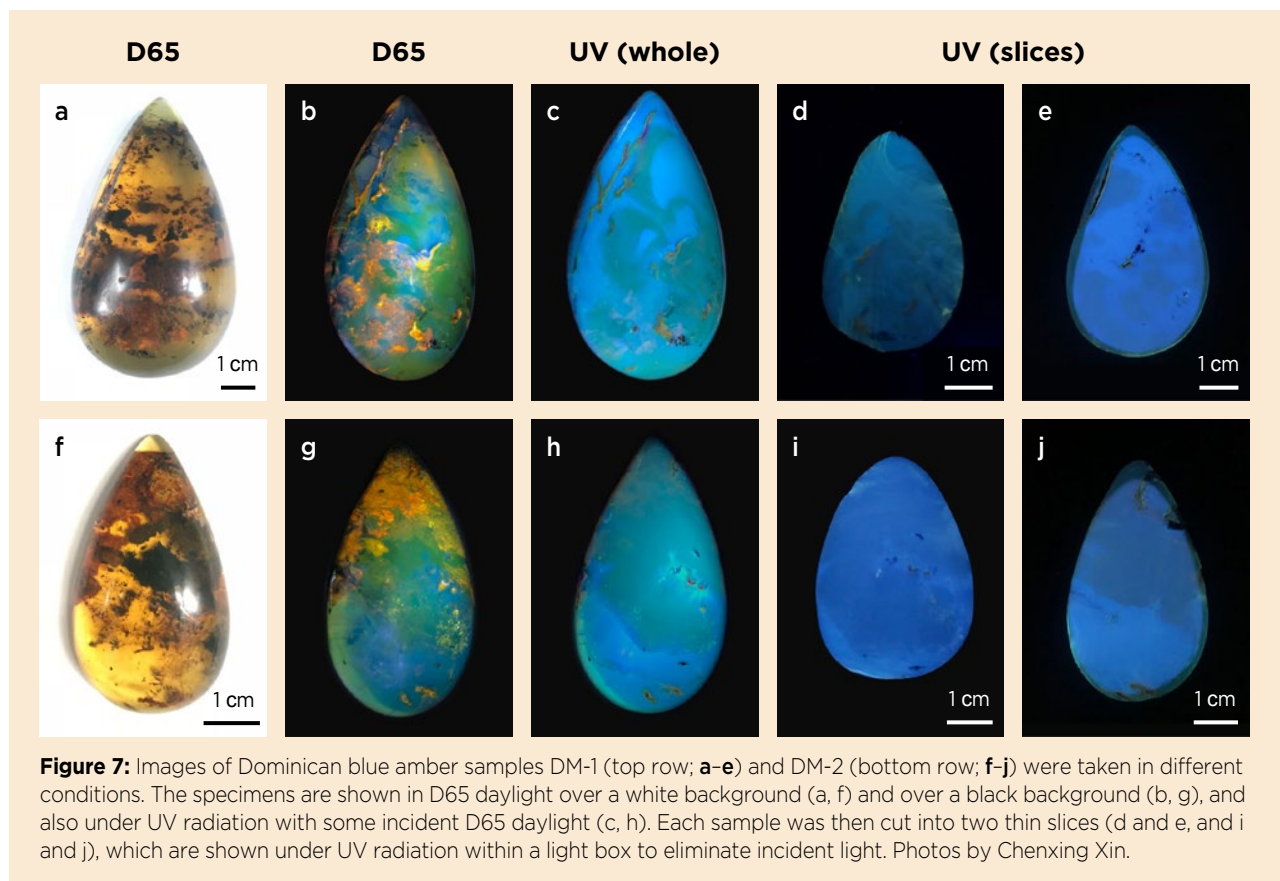 D65 D65 UV (whole) UV (slices)
a b c d e
1 cm 1 cm 1 cm
f g h i j
1 cm 1 cm 1 cm
Figure 7: Images of Dominican blue amber samples DM-1 (top row; a–e) and DM-2 (bottom row; f–j) were taken in different
conditions. The specimens are shown in D65 daylight over a white background (a, f) and over a black background (b, g), and
also under UV radiation with some incident D65 daylight (c, h). Each sample was then cut into two thin slices (d and e, and i
and j), which are shown under UV radiation within a light box to eliminate incident light. Photos by Chenxing Xin.